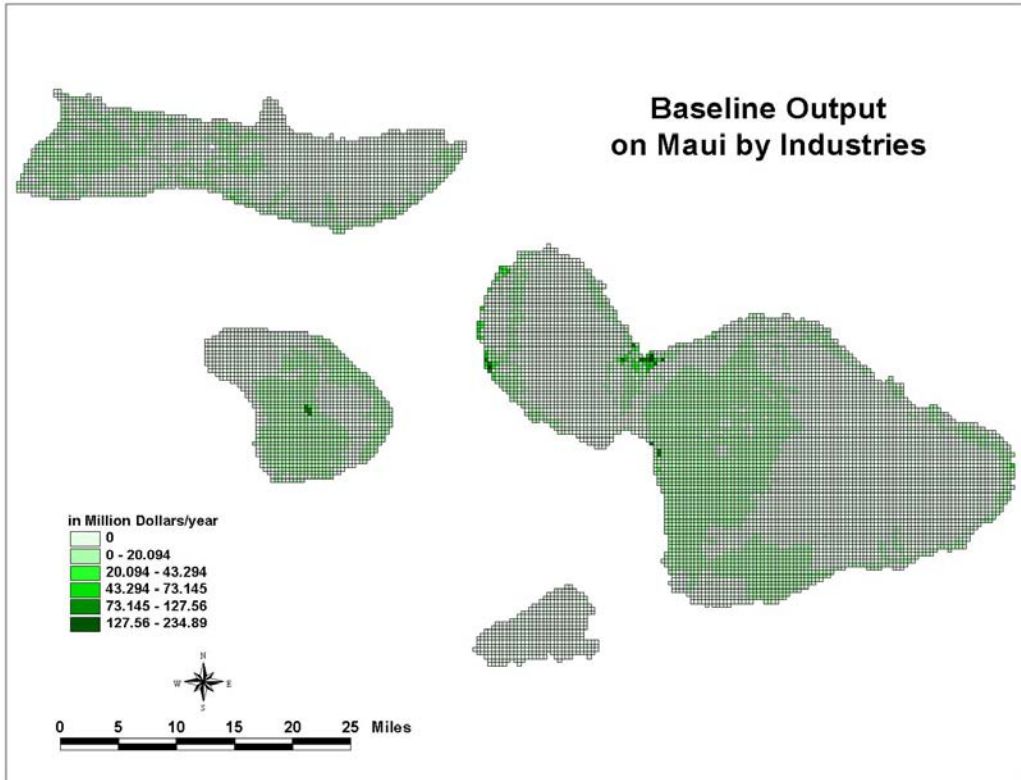 Baseline Output
on Maui by Industries
in Million Dollars/year
0
0 - 20.094
20.094 - 43.294
43.294 - 73.145
73.145 - 127.56
127.56 - 234.89
N
W E
S
0 5 10 15 20 25 Miles